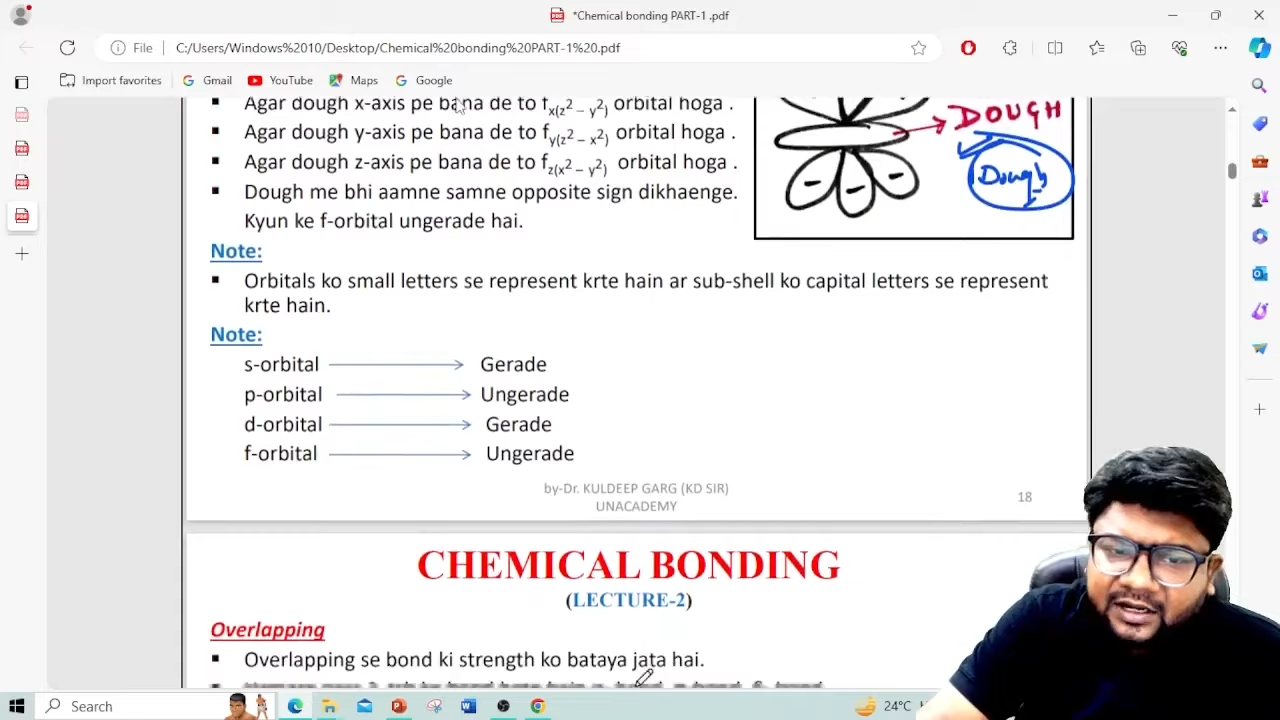 *Chemical bonding PART-1 .pdf
File
C:/Users/Windows%2010/Desktop/Chemical%20bonding%20PART-1%20.pdf
Import favorites
Gmail
YouTube
Maps
Google
Agar dough x-axis pe bana de to fx(z² – y²) orbital hoga .
Agar dough y-axis pe bana de to fy(z² – x²) orbital hoga .
Agar dough z-axis pe bana de to fz(x² – y²) orbital hoga .
Dough me bhi aamne samne opposite sign dikhaenge.
Kyun ke f-orbital ungerade hai.
DOUGH
Dough
Note:
Orbitals ko small letters se represent krte hain ar sub-shell ko capital letters se represent
krte hain.
Note:
s-orbital Gerade
p-orbital Ungerade
d-orbital Gerade
f-orbital Ungerade
by-Dr. KULDEEP GARG (KD SIR)
UNACADEMY
18
CHEMICAL BONDING
(LECTURE-2)
Overlapping
Overlapping se bond ki strength ko bataya jata hai.
Search
24°C